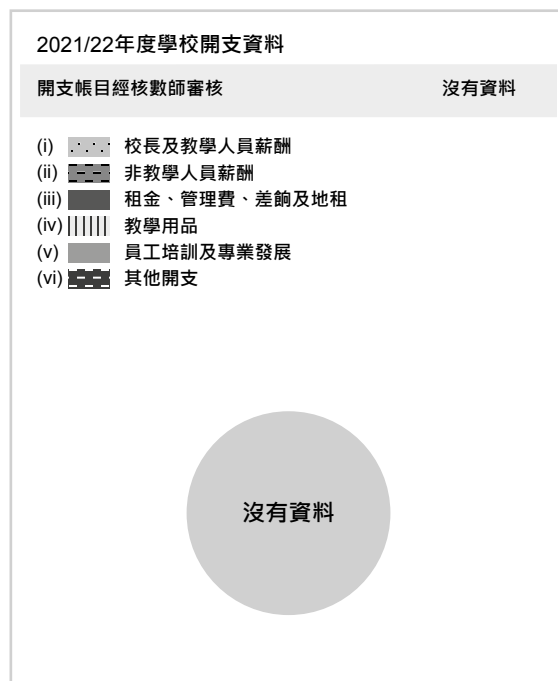 2021/22年度學校開支資料
開支帳目經核數師審核 沒有資料
(i) 校長及教學人員薪酬
(ii) 非教學人員薪酬
(iii) 租金、管理費、差餉及地租
(iv) 教學用品
(v) 員工培訓及專業發展
(vi) 其他開支
沒有資料